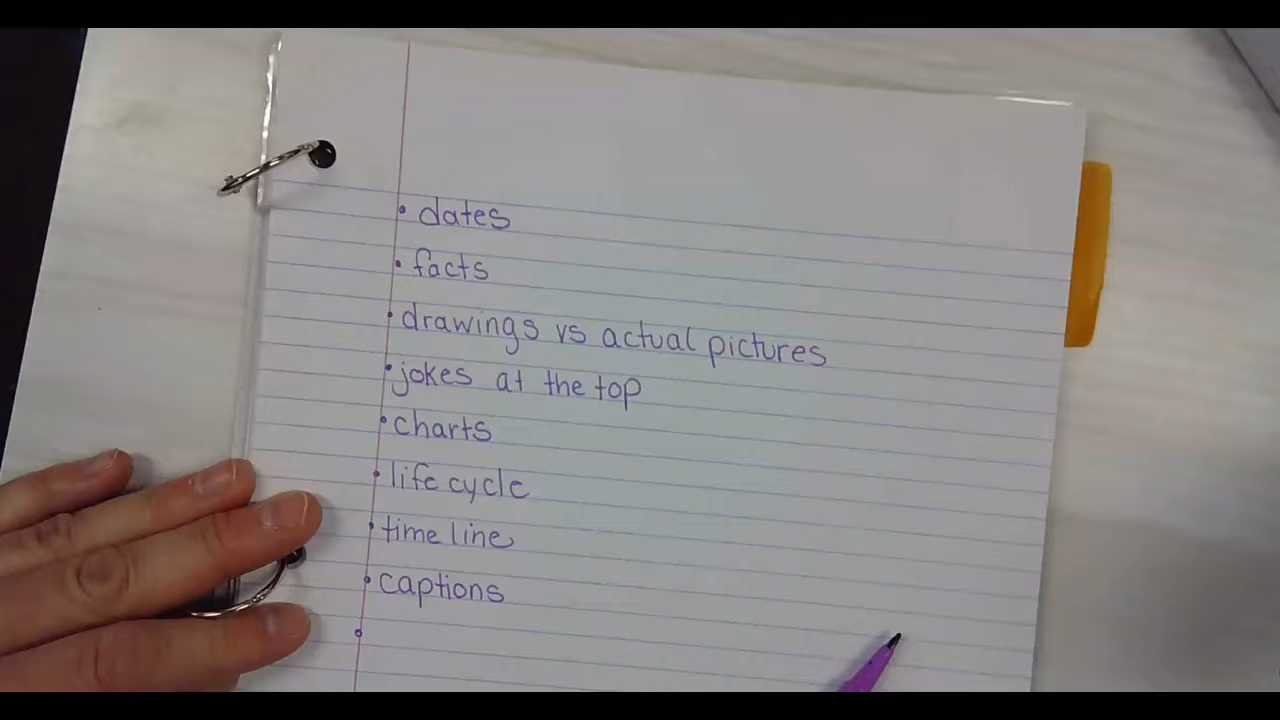 • dates
• facts
• drawings vs actual pictures
• jokes at the top
• charts
• life cycle
• time line
• captions
•